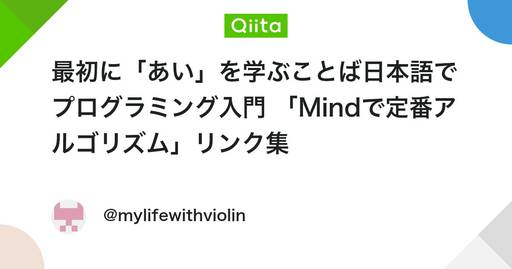 Qiita
最初に「あい」を学ぶことば日本語で
プログラミング入門 「Mindで定番ア
ルゴリズム」リンク集
@mylifewithviolin